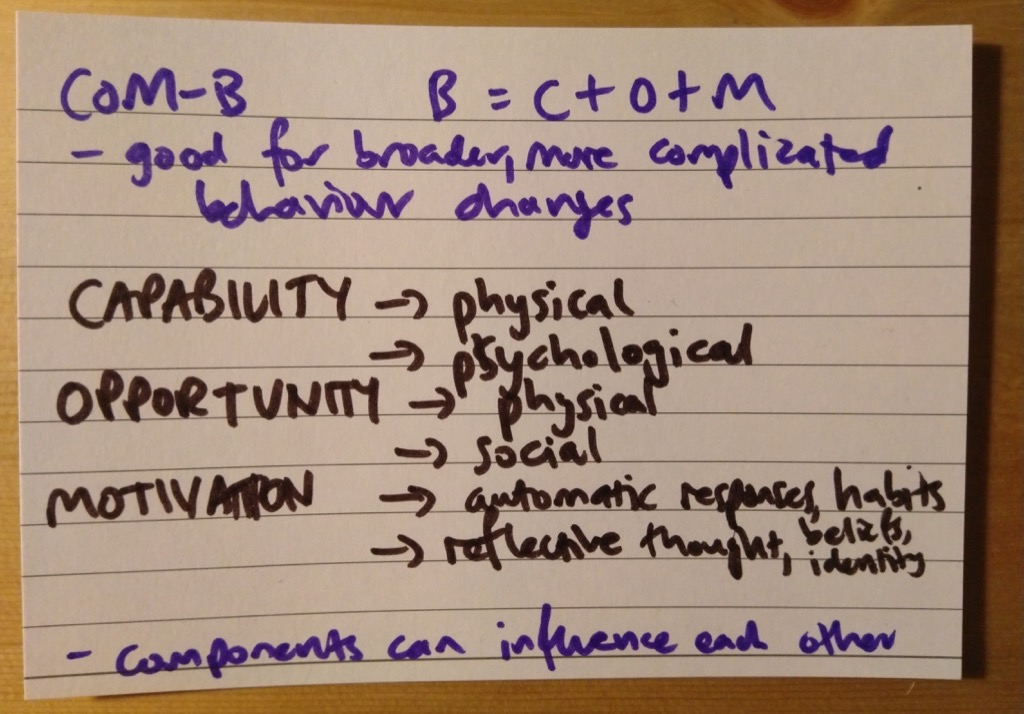 COM-B B = C + O + M
- good for broader, more complicated
behaviour changes
CAPABILITY → physical
→ psychological
OPPORTUNITY → physical
→ social
MOTIVATION → automatic responses, habits
→ reflective thought, beliefs,
identity
- components can influence each other